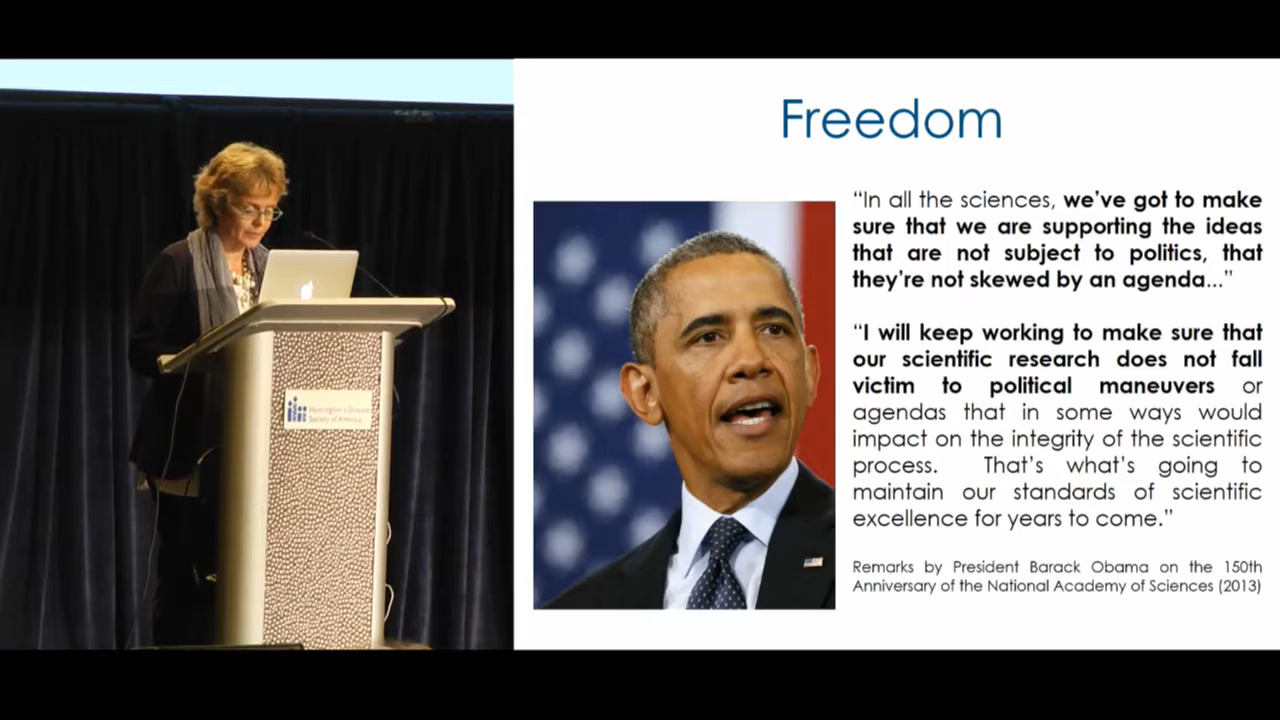 Freedom
“In all the sciences, we’ve got to make
sure that we are supporting the ideas
that are not subject to politics, that
they’re not skewed by an agenda...”
“I will keep working to make sure that
our scientific research does not fall
victim to political maneuvers or
agendas that in some ways would
impact on the integrity of the scientific
process. That’s what’s going to
maintain our standards of scientific
excellence for years to come.”
Remarks by President Barack Obama on the 150th
Anniversary of the National Academy of Sciences (2013)
Huntington's Disease
Society of America